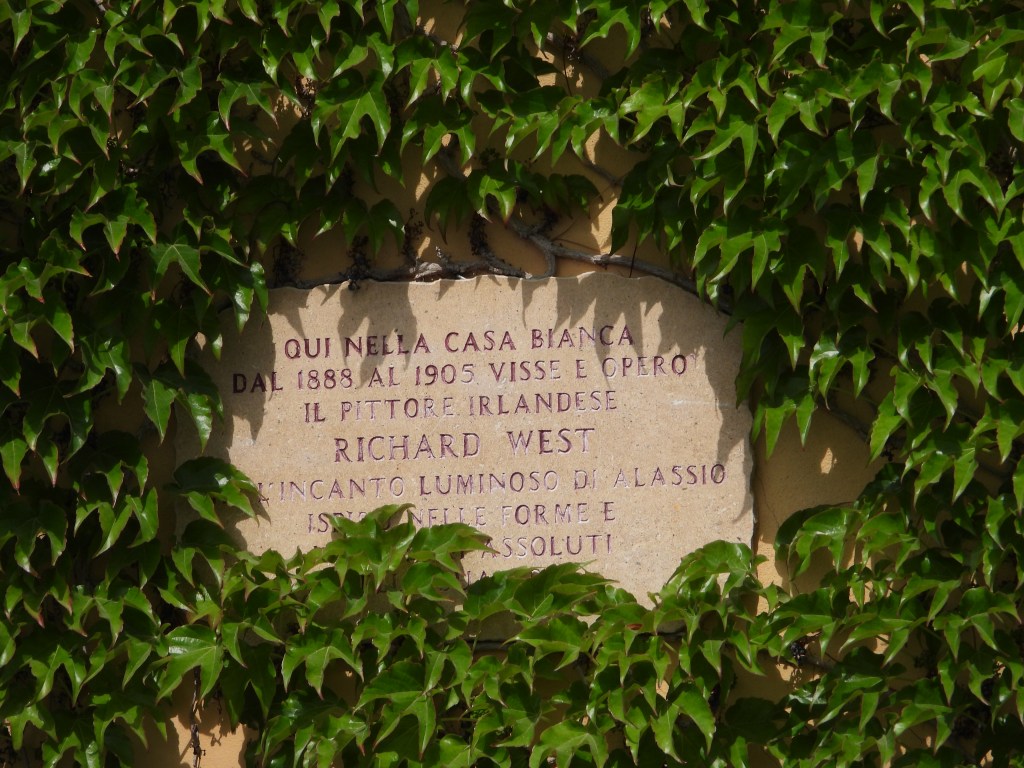 QUI NELLA CASA BIANCA
DAL 1888 AL 1905 VISSE E OPERO'
IL PITTORE IRLANDESE
RICHARD WEST
L'INCANTO LUMINOSO DI ALASSIO
NELLE FORME E
ASSOLUTI